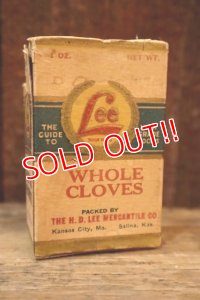 1 OZ. NET WT.
Lee
THE GUIDE TO
SOLD OUT!!
WHOLE
CLOVES
PACKED BY
THE H. D. LEE MERCANTILE CO.
Kansas City, Mo. Salina, Kas.